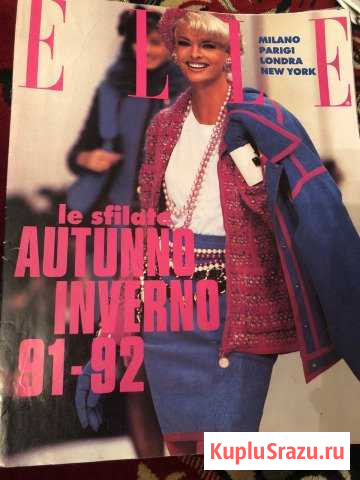 ELLE
MILANO
PARIGI
LONDRA
NEW YORK
le sfilate
AUTUNNO
INVERNO
91-92
KupluSrazu.ru